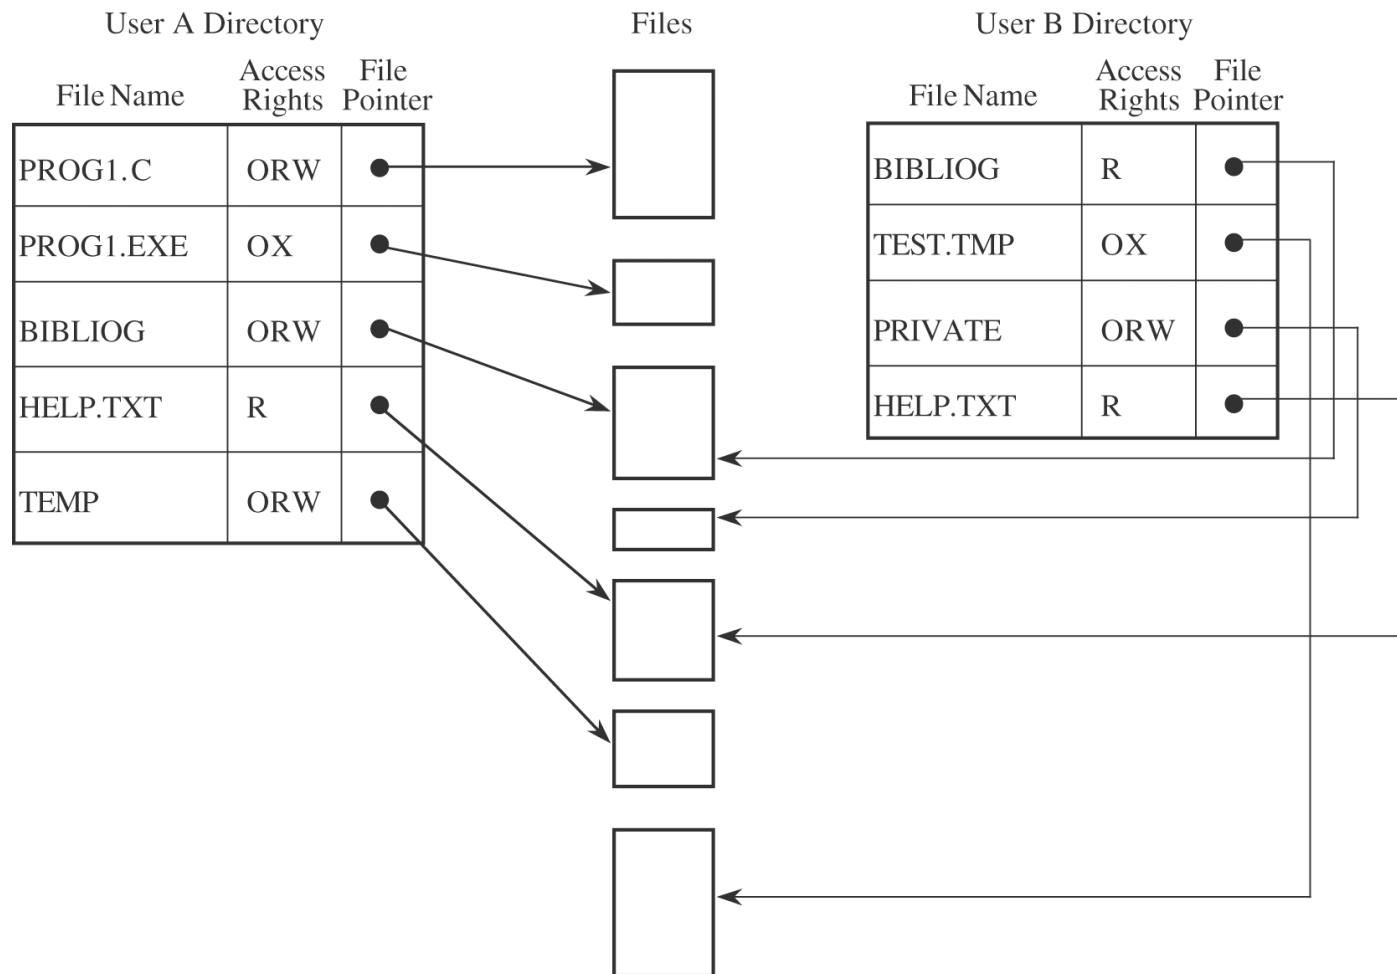 User A Directory
Files
User B Directory
File Name
Access
Rights
File
Pointer
PROG1.C ORW
PROG1.EXE OX
BIBLIOG ORW
HELP.TXT R
TEMP ORW
File Name
Access
Rights
File
Pointer
BIBLIOG R
TEST.TMP OX
PRIVATE ORW
HELP.TXT R